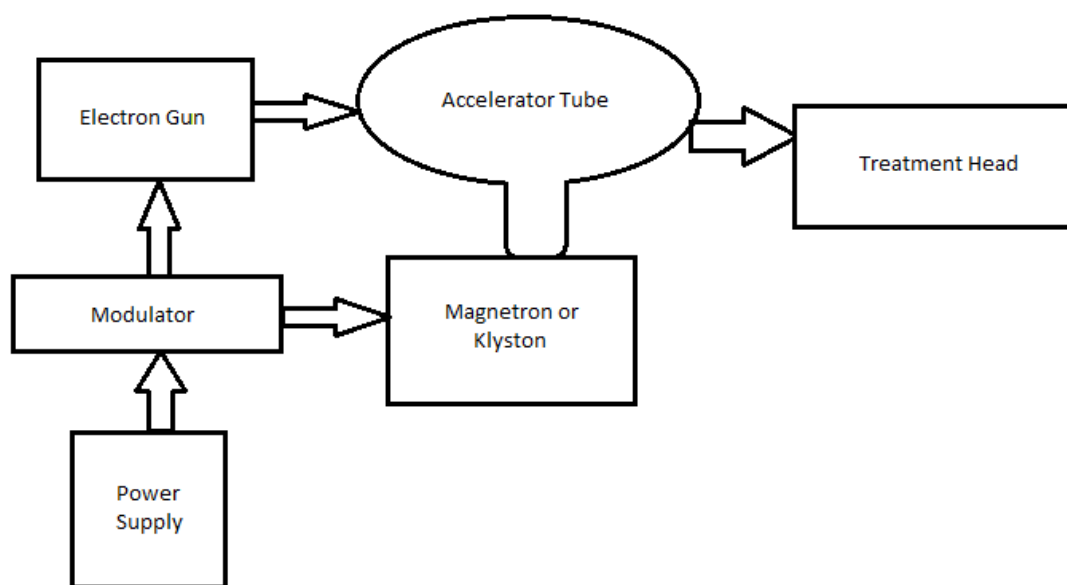 Electron Gun
Accelerator Tube
Treatment Head
Modulator
Magnetron or
Klyston
Power
Supply